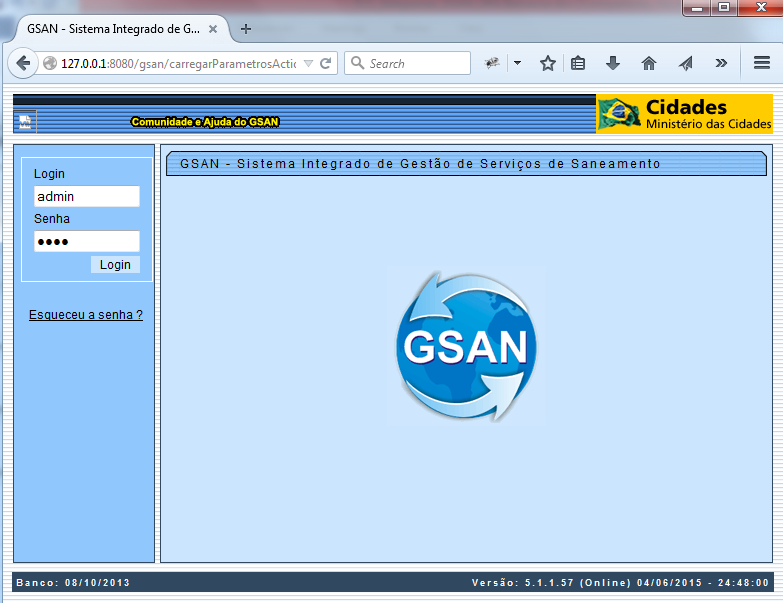 GSAN - Sistema Integrado de G...
127.0.0.1:8080/gsan/carregarParametrosActio
Search
Comunidade e Ajuda do GSAN
Cidades
Ministério das Cidades
Login
admin
Senha
Login
Esqueceu a senha ?
GSAN - Sistema Integrado de Gestão de Serviços de Saneamento
GSAN
Banco: 08/10/2013
Versão: 5.1.1.57 (Online) 04/06/2015 - 24:48:00